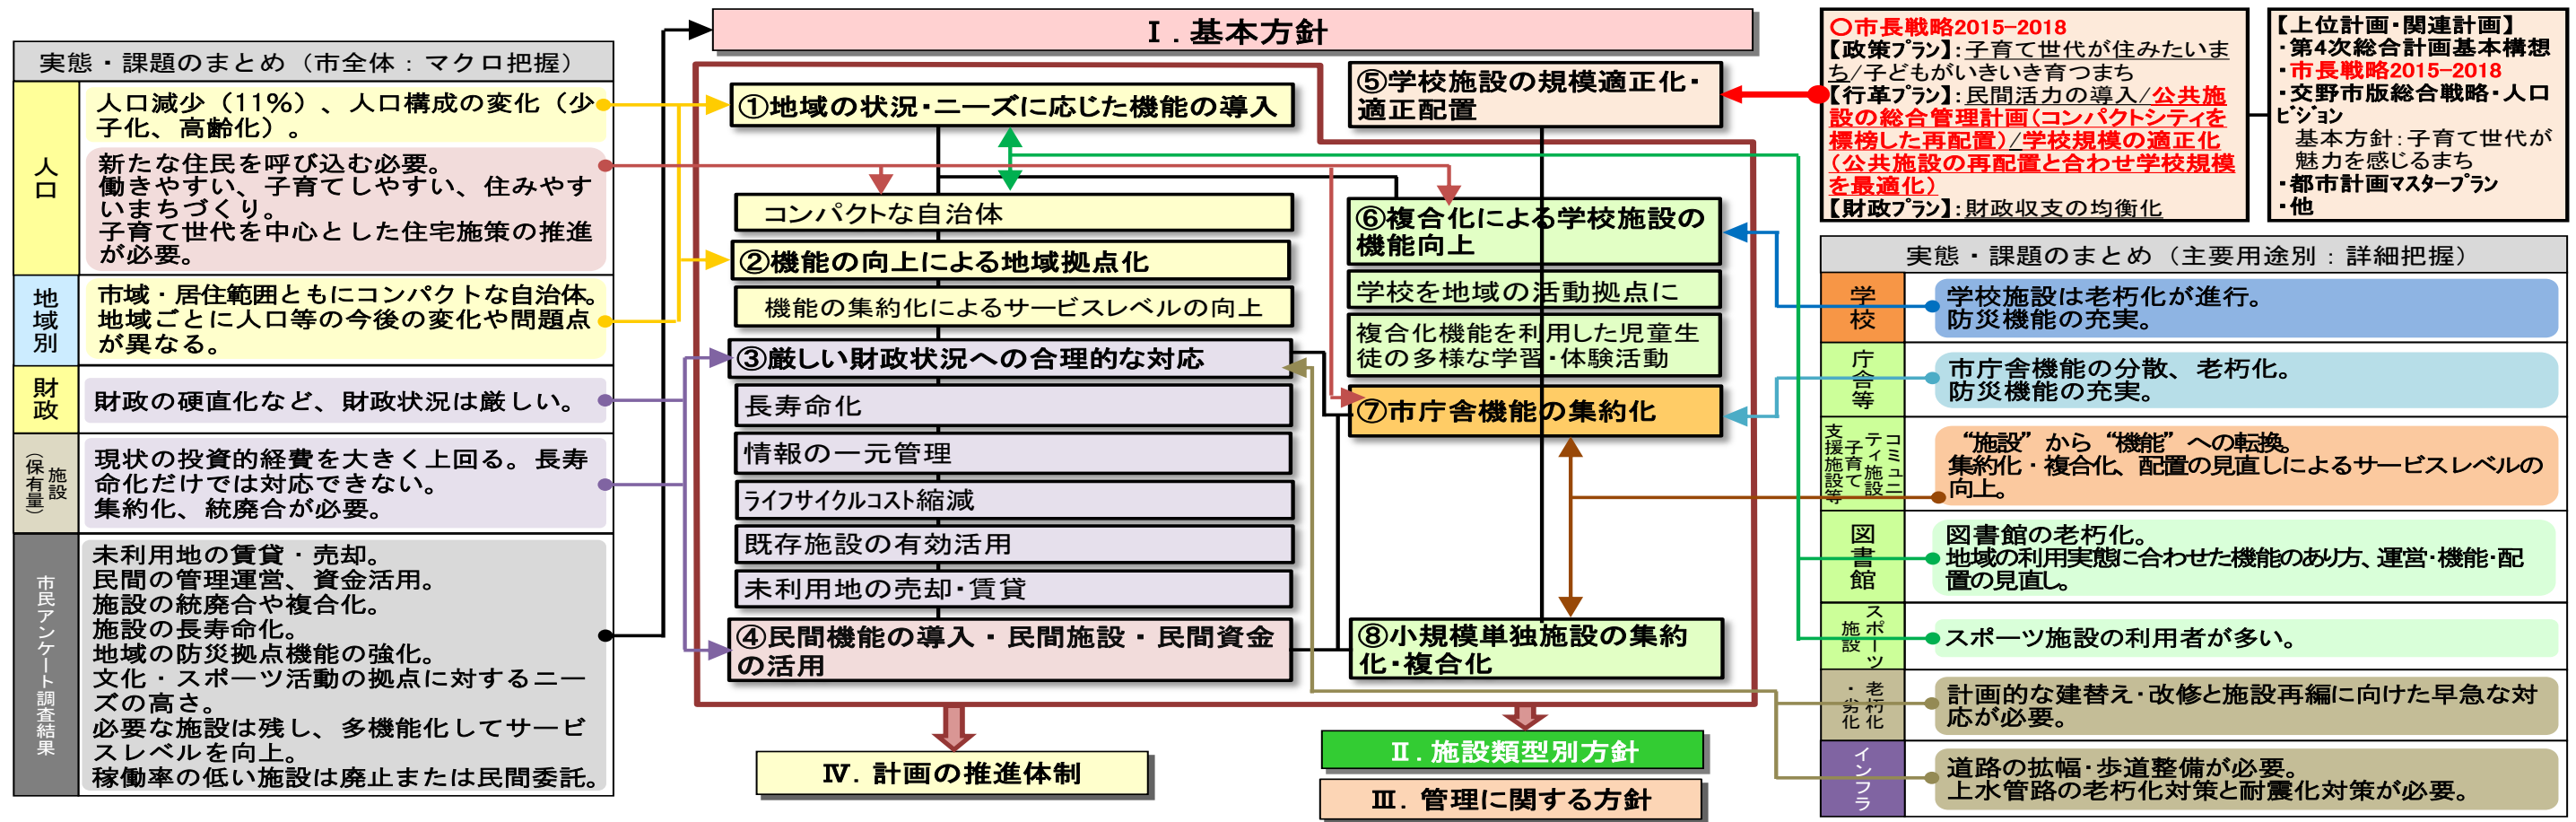 実態・課題のまとめ（市全体：マクロ把握）
人口
人口減少（11%）、人口構成の変化（少
子化、高齢化）。
新たな住民を呼び込む必要。
働きやすい、子育てしやすい、住みやす
いまちづくり。
子育て世代を中心とした住宅施策の推進
が必要。
地域別
市域・居住範囲ともにコンパクトな自治体。
地域ごとに人口等の今後の変化や問題点
が異なる。
財政
財政の硬直化など、財政状況は厳しい。
施設
（保有量）
現状の投資的経費を大きく上回る。長寿
命化だけでは対応できない。
集約化、統廃合が必要。
市民アンケート調査結果
未利用地の賃貸・売却。
民間の管理運営、資金活用。
施設の統廃合や複合化。
施設の長寿命化。
地域の防災拠点機能の強化。
文化・スポーツ活動の拠点に対するニー
ズの高さ。
必要な施設は残し、多機能化してサービ
スレベルを向上。
稼働率の低い施設は廃止または民間委託。
Ⅰ．基本方針
①地域の状況・ニーズに応じた機能の導入
コンパクトな自治体
②機能の向上による地域拠点化
機能の集約化によるサービスレベルの向上
③厳しい財政状況への合理的な対応
長寿命化
情報の一元管理
ライフサイクルコスト縮減
既存施設の有効活用
未利用地の売却・賃貸
④民間機能の導入・民間施設・民間資金
の活用
⑤学校施設の規模適正化・
適正配置
⑥複合化による学校施設の
機能向上
学校を地域の活動拠点に
複合化機能を利用した児童生
徒の多様な学習・体験活動
⑦市庁舎機能の集約化
⑧小規模単独施設の集約
化・複合化
Ⅳ．計画の推進体制
Ⅱ．施設類型別方針
Ⅲ．管理に関する方針
〇市長戦略2015-2018
【政策プラン】：子育て世代が住みたいま
ち/子どもがいきいき育つまち
【行革プラン】：民間活力の導入/公共施
設の総合管理計画（コンパクトシティを
標榜した再配置）/学校規模の適正化
（公共施設の再配置と合わせ学校規模
を最適化）
【財政プラン】：財政収支の均衡化
【上位計画・関連計画】
・第4次総合計画基本構想
・市長戦略2015-2018
・交野市版総合戦略・人口
ビジョン
基本方針：子育て世代が
魅力を感じるまち
・都市計画マスタープラン
・他
実態・課題のまとめ（主要用途別：詳細把握）
学校
学校施設は老朽化が進行。
防災機能の充実。
庁舎等
市庁舎機能の分散、老朽化。
防災機能の充実。
コミュニ
ティ施設
子育て
支援施設等
“施設”から“機能”への転換。
集約化・複合化、配置の見直しによるサービスレベルの
向上。
図書館
図書館の老朽化。
地域の利用実態に合わせた機能のあり方、運営・機能・配
置の見直し。
スポーツ
施設
スポーツ施設の利用者が多い。
老朽化
・劣化
計画的な建替え・改修と施設再編に向けた早急な対
応が必要。
インフラ
道路の拡幅・歩道整備が必要。
上水管路の老朽化対策と耐震化対策が必要。